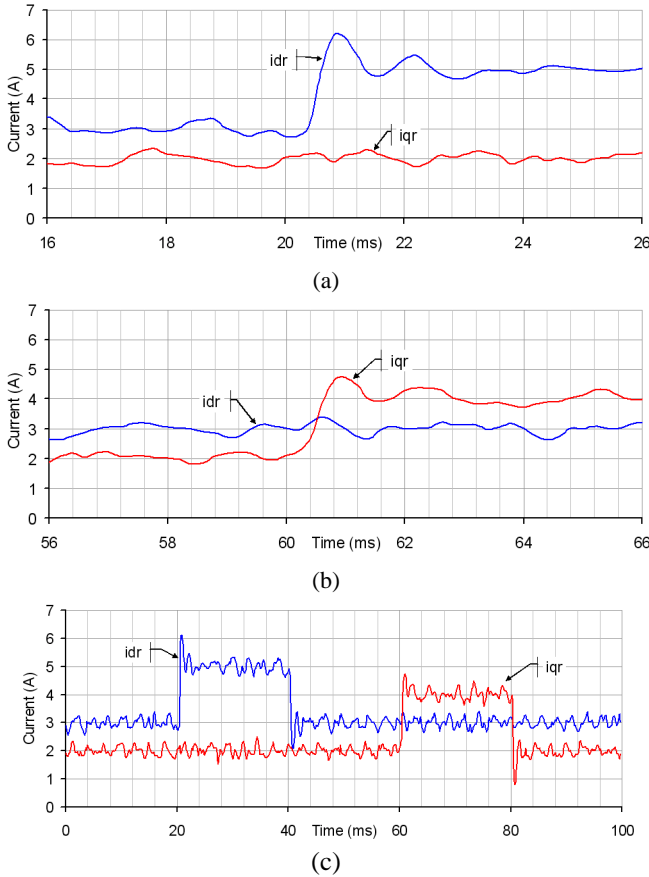 7
6
5
4
3
2
1
0
Current (A)
idr
iqr
16 18 20 Time (ms) 22 24 26
(a)
7
6
5
4
3
2
1
0
Current (A)
idr
iqr
56 58 60 Time (ms) 62 64 66
(b)
7
6
5
4
3
2
1
0
Current (A)
idr
iqr
0 20 40 Time (ms) 60 80 100
(c)